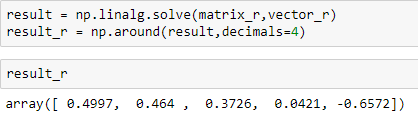 result = np.linalg.solve(matrix_r,vector_r)
result_r = np.around(result,decimals=4)
result_r
array([ 0.4997,  0.464 ,  0.3726,  0.0421, -0.6572])